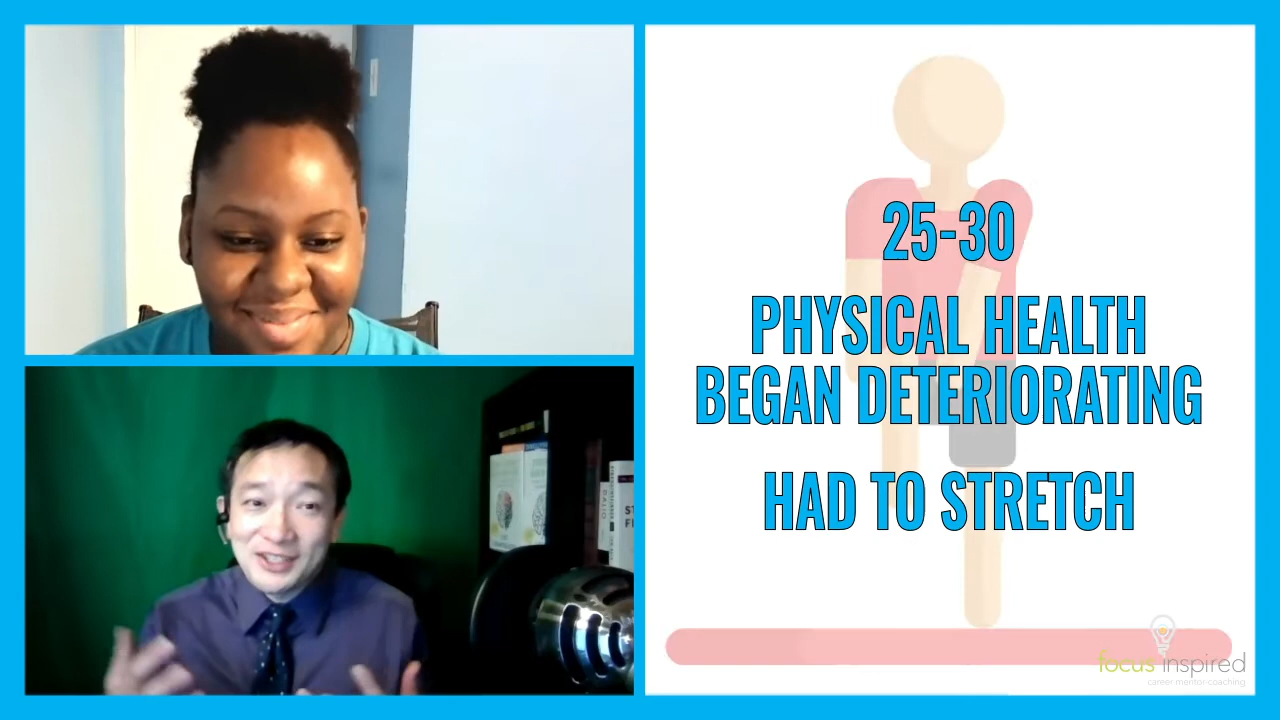 25-30
PHYSICAL HEALTH
BEGAN DETERIORATING
HAD TO STRETCH
focus inspired
career mentor coaching